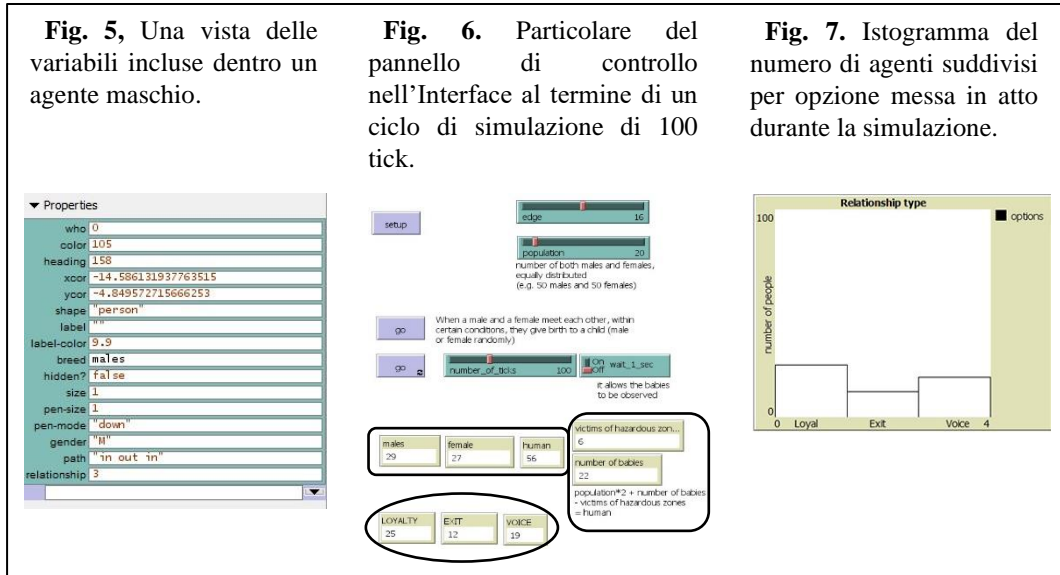 Fig. 5, Una vista delle
variabili incluse dentro un
agente maschio.
Fig. 6. Particolare del
pannello di controllo
nell'Interface al termine di un
ciclo di simulazione di 100
tick.
Fig. 7. Istogramma del
numero di agenti suddivisi
per opzione messa in atto
durante la simulazione.
Properties
who 0
color 105
heading 158
xcor -14.586131937763515
ycor -4.849572715666253
shape "person"
label ""
label-color 9.9
breed males
hidden? false
size 1
pen-size 1
pen-mode "down"
gender "M"
path "in out in"
relationship 3
setup
edge 16
population 20
number of both males and females,
equally distributed
(e.g. 50 males and 50 females)
go
When a male and a female meet each other, within
certain conditions, they give birth to a child (male
or female randomly)
go
number_of_ticks 100
On
Off
wait_1_sec
it allows the babies
to be observed
males
29
female
27
human
56
victims of hazardous zon...
6
number of babies
22
population*2 + number of babies
- victims of hazardous zones
= human
LOYALTY
25
EXIT
12
VOICE
19
Relationship type
100
number of people
0
0 Loyal Exit Voice 4
options